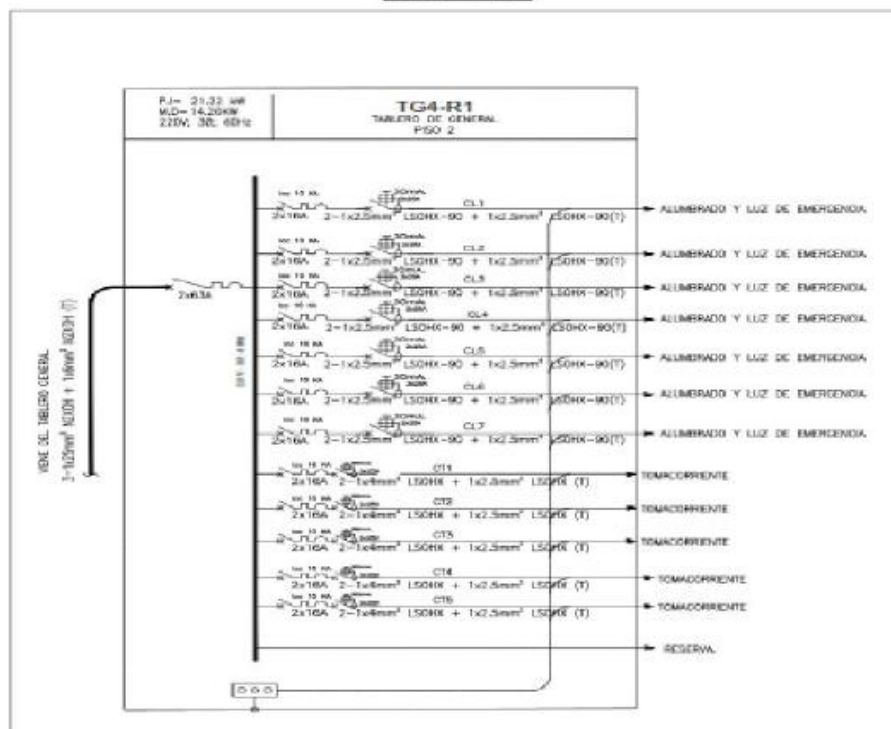 P.I= 21.22 kW
M.D= 14.20KW
220V, 3Ø, 60Hz
TG4-R1
TABLERO DE GENERAL
PISO 2
VIENE DEL TABLERO GENERAL
N2XOH (T)
2x63A
CL1
2x16A 2-1x2.5mm² LSOHX-90 + 1x2.5mm² LSOHX-90(T)
ALUMBRADO Y LUZ DE EMERGENCIA
CL2
2x16A 2-1x2.5mm² LSOHX-90 + 1x2.5mm² LSOHX-90(T)
ALUMBRADO Y LUZ DE EMERGENCIA
CL3
2x16A 2-1x2.5mm² LSOHX-90 + 1x2.5mm² LSOHX-90(T)
ALUMBRADO Y LUZ DE EMERGENCIA
CL4
2x16A 2-1x2.5mm LSOHX-90 + 1x2.5mm² LSOHX-90(T)
ALUMBRADO Y LUZ DE EMERGENCIA
CL5
2x16A 2-1x2.5mm² LSOHX-90 + 1x2.5mm² LSOHX-90(T)
ALUMBRADO Y LUZ DE EMERGENCIA
CL6
2x16A 2-1x2.5mm² LSOHX-90 + 1x2.5mm² LSOHX-90(T)
ALUMBRADO Y LUZ DE EMERGENCIA
CL7
2x16A 2-1x2.5mm² LSOHX-90 + 1x2.5mm² LSOHX-90(T)
ALUMBRADO Y LUZ DE EMERGENCIA
CT1
2x16A 2-1x4mm² LSOHX + 1x2.5mm² LSOHX (T)
TOMACORRIENTE
CT2
2x16A 2-1x4mm² LSOHX + 1x2.5mm² LSOHX (T)
TOMACORRIENTE
CT3
2x16A 2-1x4mm² LSOHX + 1x2.5mm² LSOHX (T)
TOMACORRIENTE
CT4
2x16A 2-1x4mm² LSOHX + 1x2.5mm² LSOHX (T)
TOMACORRIENTE
CT5
2x16A 2-1x4mm² LSOHX + 1x2.5mm² LSOHX (T)
TOMACORRIENTE
RESERVA